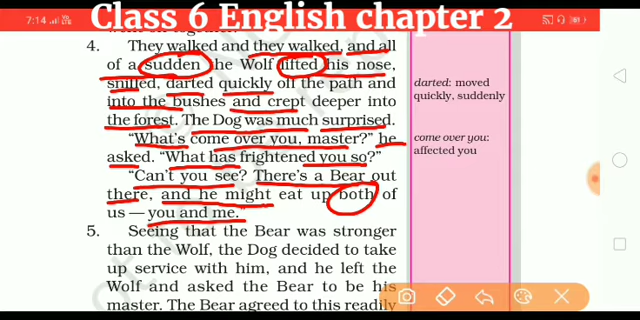 Class 6 English chapter 2
7:14
4. They walked and they walked, and all
of a sudden the Wolf lifted his nose,
sniffed, darted quickly off the path and
into the bushes and crept deeper into
the forest. The Dog was much surprised.
"What's come over you, master?" he
asked. "What has frightened you so?"
"Can't you see? There's a Bear out
there, and he might eat up both of
us — you and me."
5. Seeing that the Bear was stronger
than the Wolf, the Dog decided to take
up service with him, and he left the
Wolf and asked the Bear to be his
master. The Bear agreed to this readily
darted: moved
quickly, suddenly
come over you:
affected you